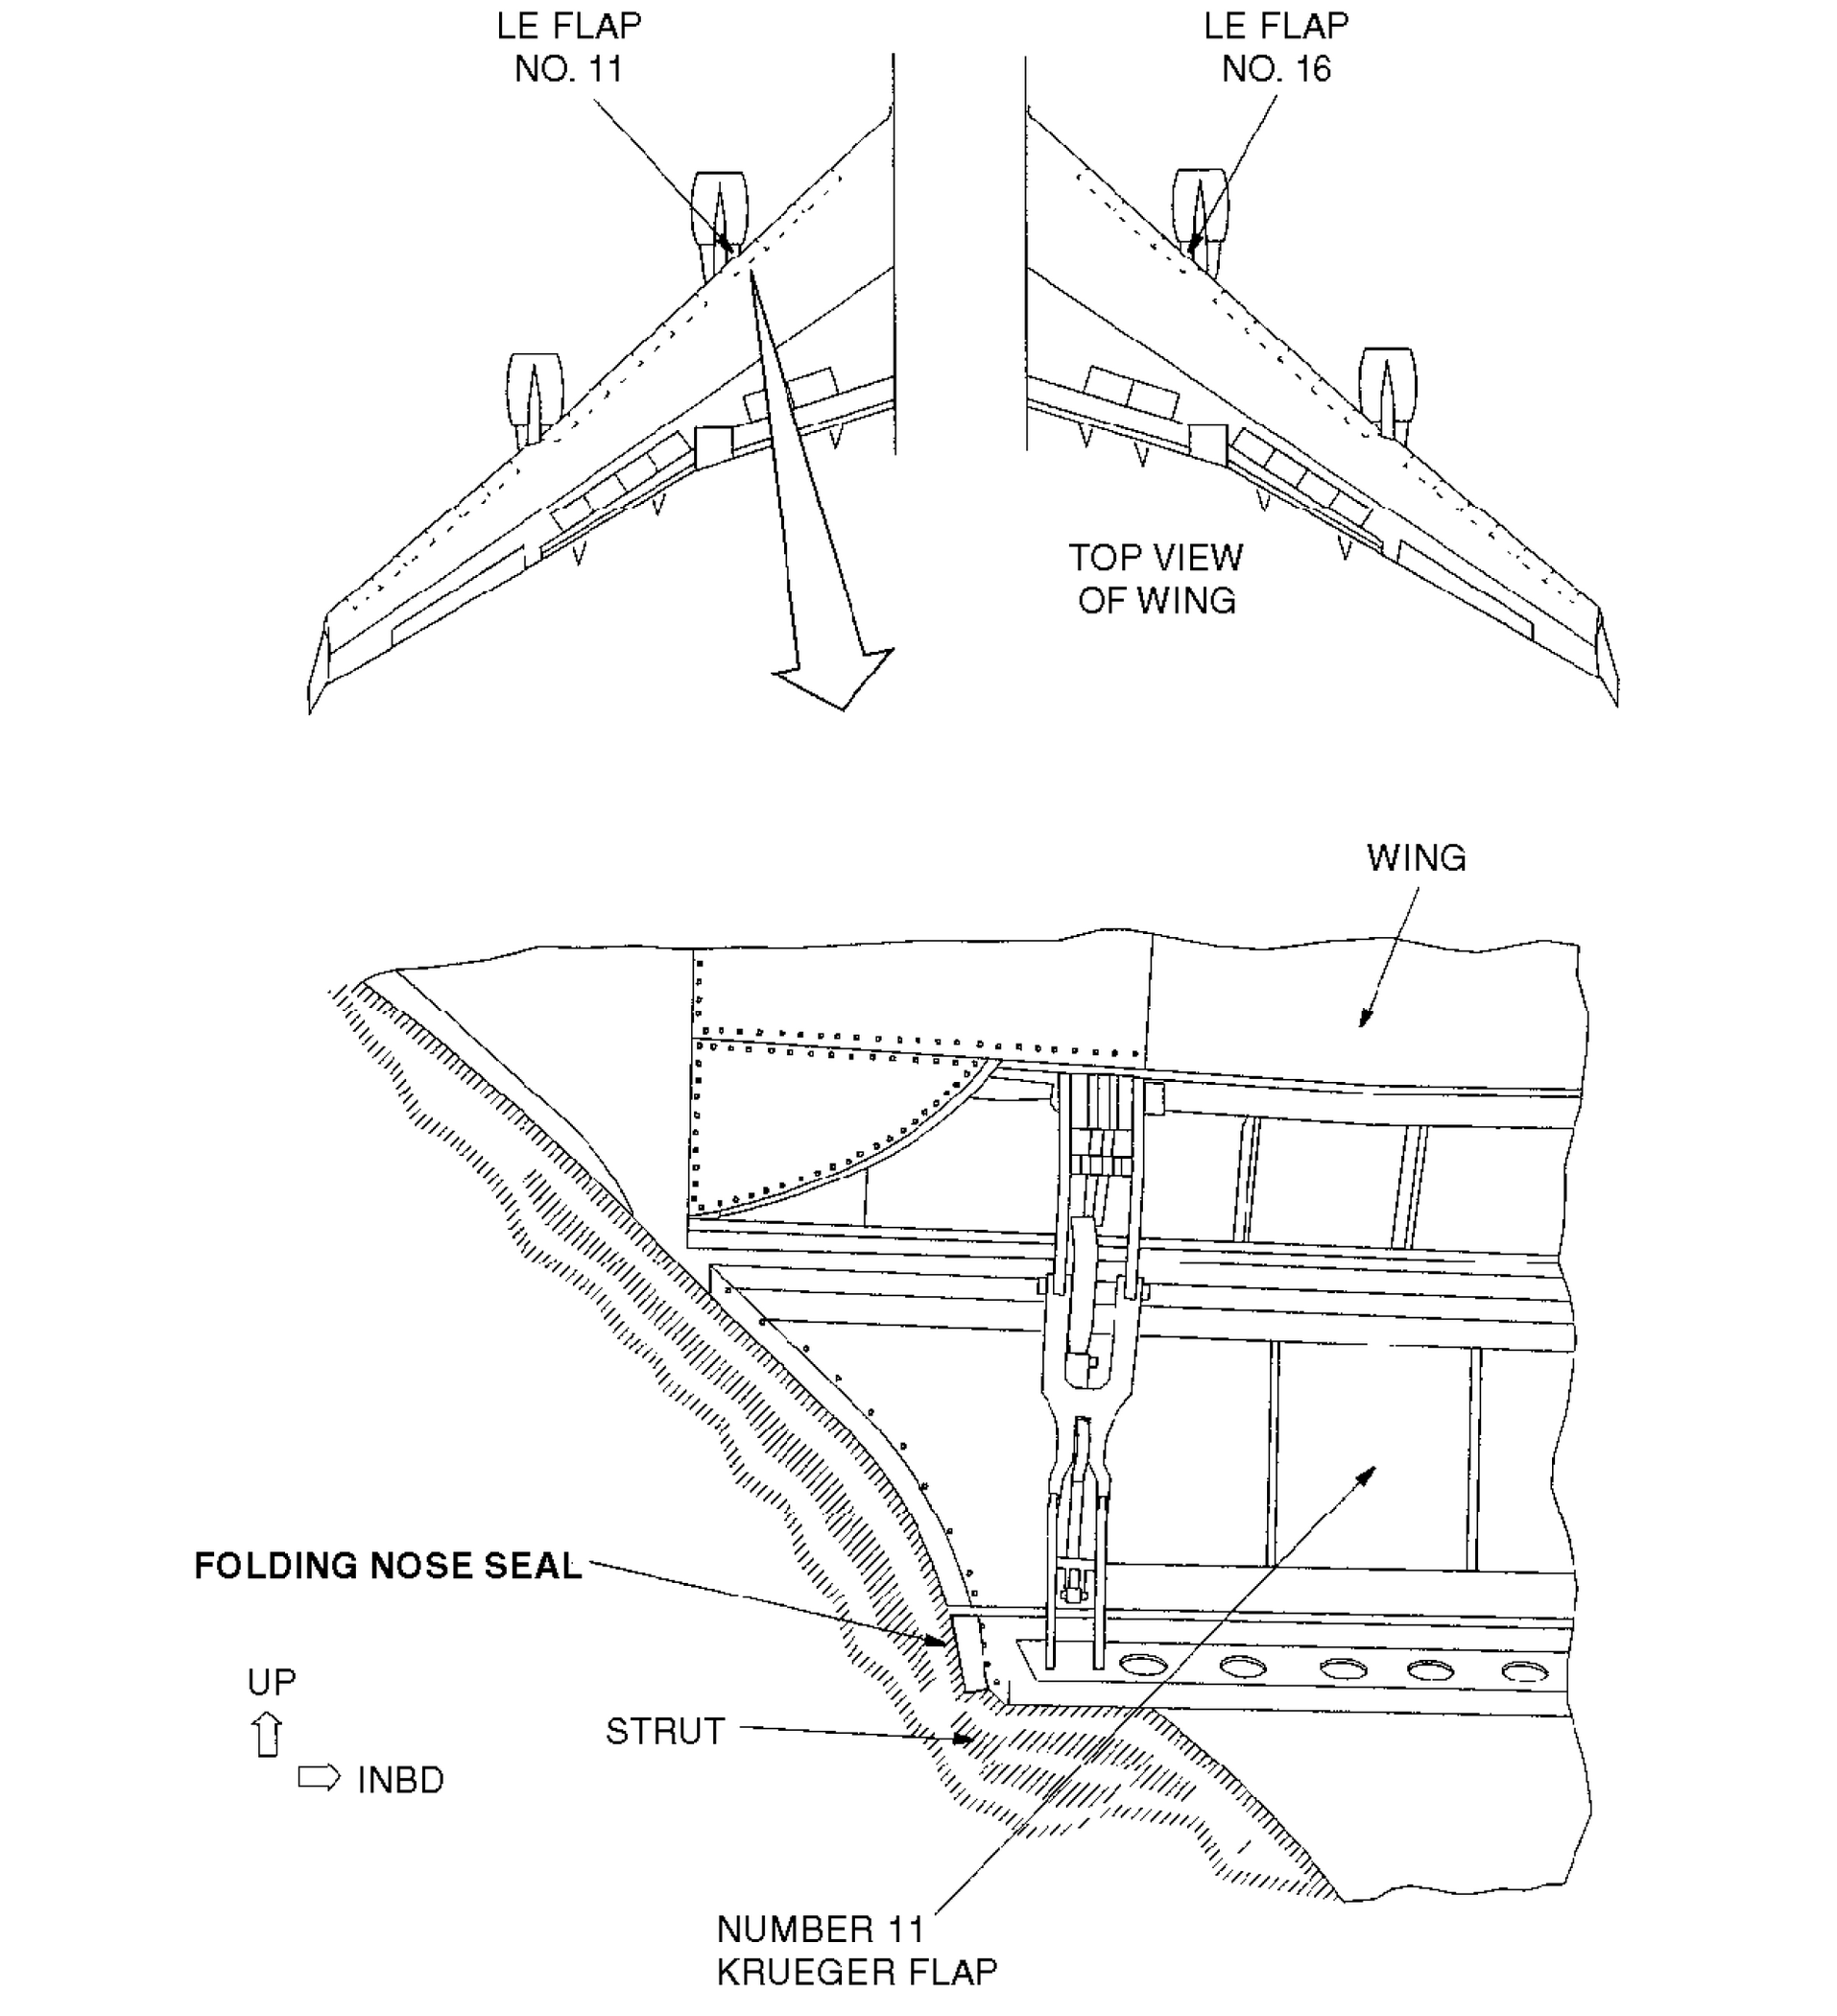 LE FLAP
NO. 11
LE FLAP
NO. 16
TOP VIEW
OF WING
WING
FOLDING NOSE SEAL
UP
INBD
STRUT
NUMBER 11
KRUEGER FLAP